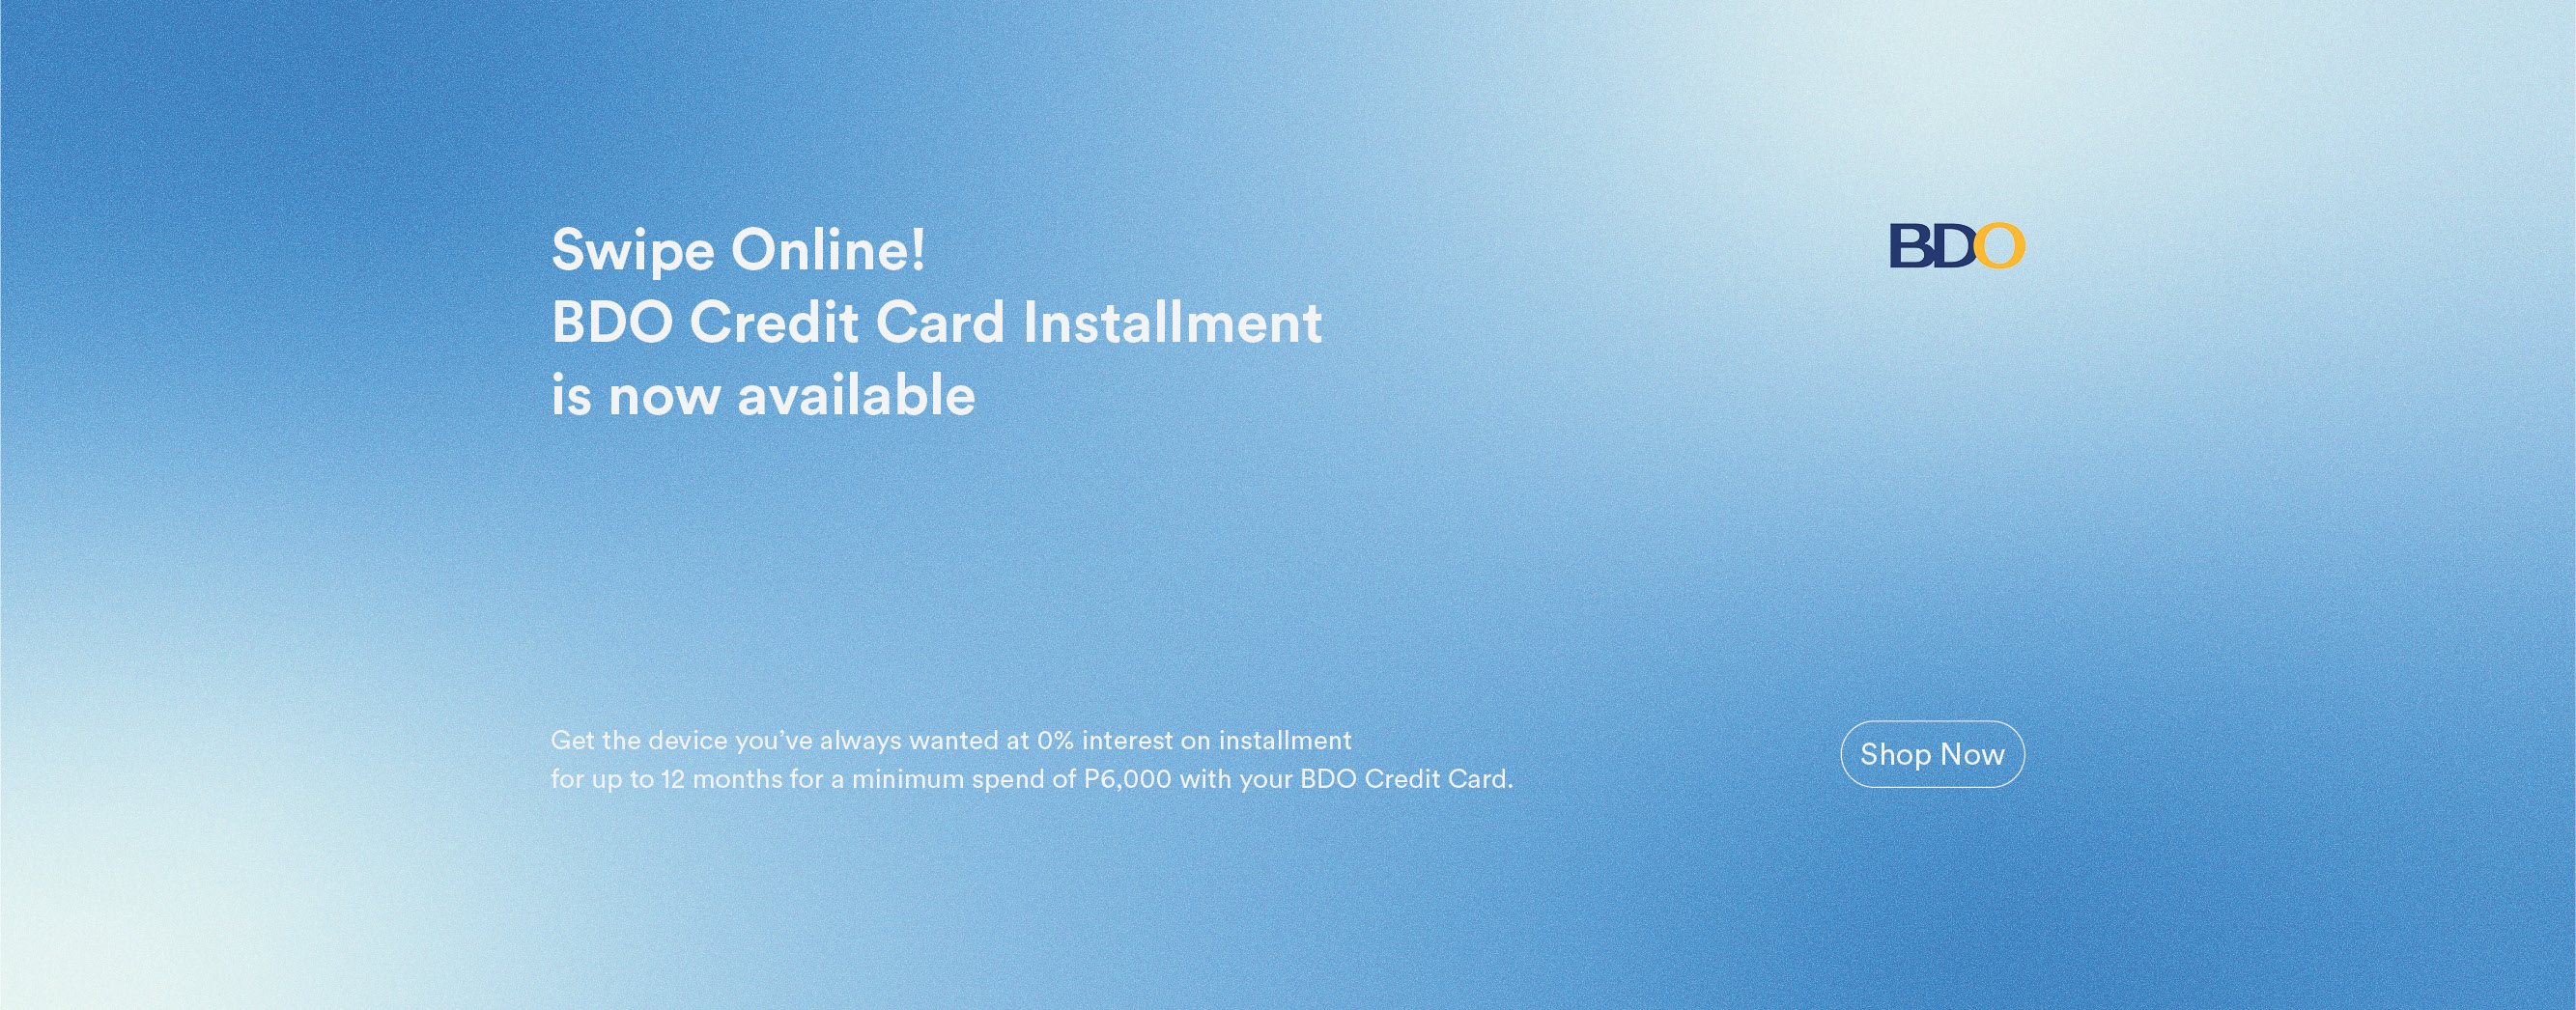 Swipe Online!
BDO Credit Card Installment
is now available
BDO
Get the device you’ve always wanted at 0% interest on installment
for up to 12 months for a minimum spend of P6,000 with your BDO Credit Card.
Shop Now